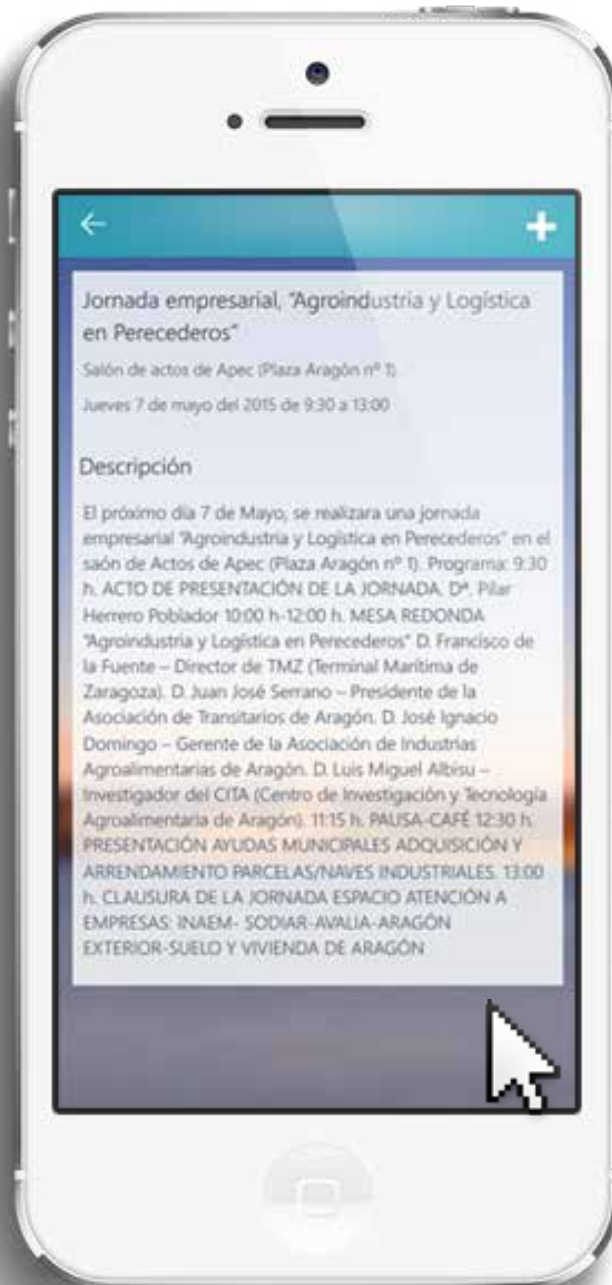 Jornada empresarial, "Agroindustria y Logística
en Perecederos"
Salón de actos de Apec (Plaza Aragón nº 1).
Jueves 7 de mayo del 2015 de 9:30 a 13:00
Descripción
El próximo día 7 de Mayo, se realizara una jornada
empresarial "Agroindustria y Logística en Perecederos" en el
saón de Actos de Apec (Plaza Aragón nº 1). Programa: 9:30
h. ACTO DE PRESENTACIÓN DE LA JORNADA. Dª. Pilar
Herrero Poblador 10:00 h-12:00 h. MESA REDONDA
"Agroindustria y Logística en Perecederos" D. Francisco de
la Fuente – Director de TMZ (Terminal Marítima de
Zaragoza). D. Juan José Serrano – Presidente de la
Asociación de Transitarios de Aragón. D. José Ignacio
Domingo – Gerente de la Asociación de Industrias
Agroalimentarias de Aragón. D. Luis Miguel Albisu –
Investigador del CITA (Centro de Investigación y Tecnología
Agroalimentaria de Aragón). 11:15 h. PAUSA-CAFÉ 12:30 h.
PRESENTACIÓN AYUDAS MUNICIPALES ADQUISICIÓN Y
ARRENDAMIENTO PARCELAS/NAVES INDUSTRIALES. 13:00
h. CLAUSURA DE LA JORNADA ESPACIO ATENCIÓN A
EMPRESAS: INAEM- SODIAR-AVALIA-ARAGÓN
EXTERIOR-SUELO Y VIVIENDA DE ARAGÓN